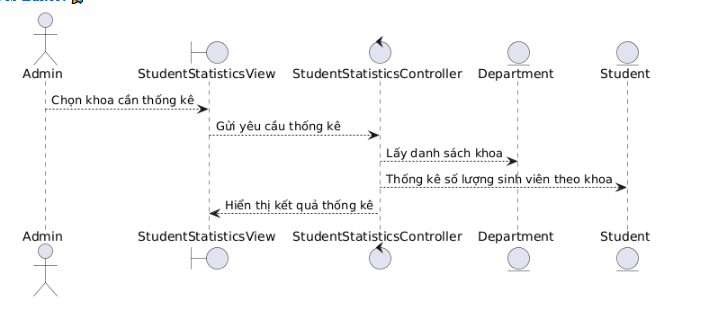 Admin
StudentStatisticsView
StudentStatisticsController
Department
Student
Chọn khoa cần thống kê
Gửi yêu cầu thống kê
Lấy danh sách khoa
Thống kê số lượng sinh viên theo khoa
Hiển thị kết quả thống kê
Admin
StudentStatisticsView
StudentStatisticsController
Department
Student